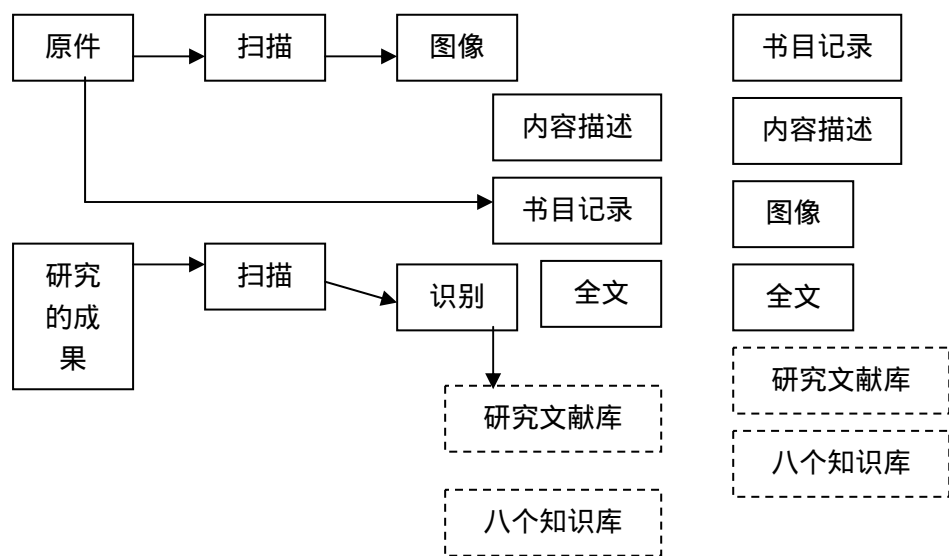 原件
扫描
图像
书目记录
内容描述
内容描述
书目记录
图像
研究
的成
果
扫描
识别
全文
全文
研究文献库
研究文献库
八个知识库
八个知识库